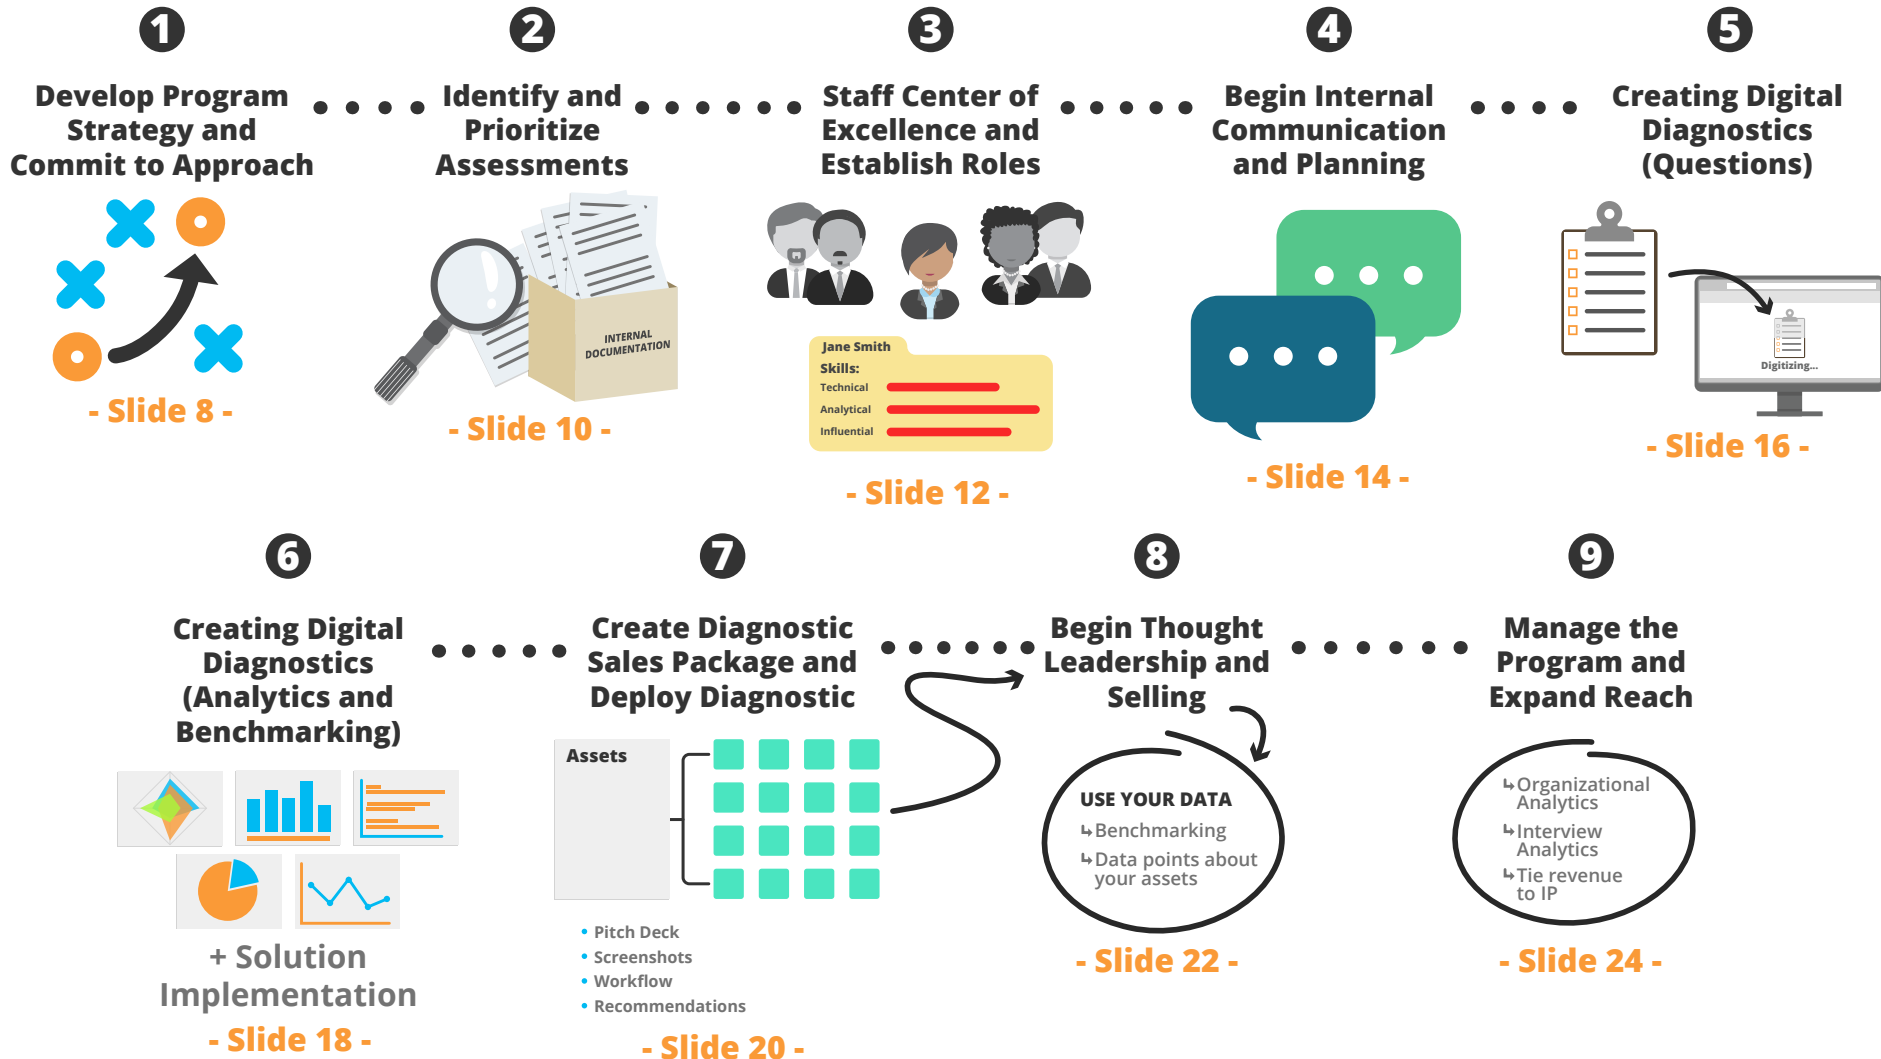 1
Develop Program
Strategy and
Commit to Approach
- Slide 8 -
2
Identify and
Prioritize
Assessments
INTERNAL
DOCUMENTATION
- Slide 10 -
3
Staff Center of
Excellence and
Establish Roles
Jane Smith
Skills:
Technical
Analytical
Influential
- Slide 12 -
4
Begin Internal
Communication
and Planning
- Slide 14 -
5
Creating Digital
Diagnostics
(Questions)
Digitizing...
- Slide 16 -
6
Creating Digital
Diagnostics
(Analytics and
Benchmarking)
+ Solution
Implementation
- Slide 18 -
7
Create Diagnostic
Sales Package and
Deploy Diagnostic
Assets
• Pitch Deck
• Screenshots
• Workflow
• Recommendations
- Slide 20 -
8
Begin Thought
Leadership and
Selling
USE YOUR DATA
↳Benchmarking
↳Data points about
your assets
- Slide 22 -
9
Manage the
Program and
Expand Reach
↳Organizational
Analytics
↳Interview
Analytics
↳Tie revenue
to IP
- Slide 24 -